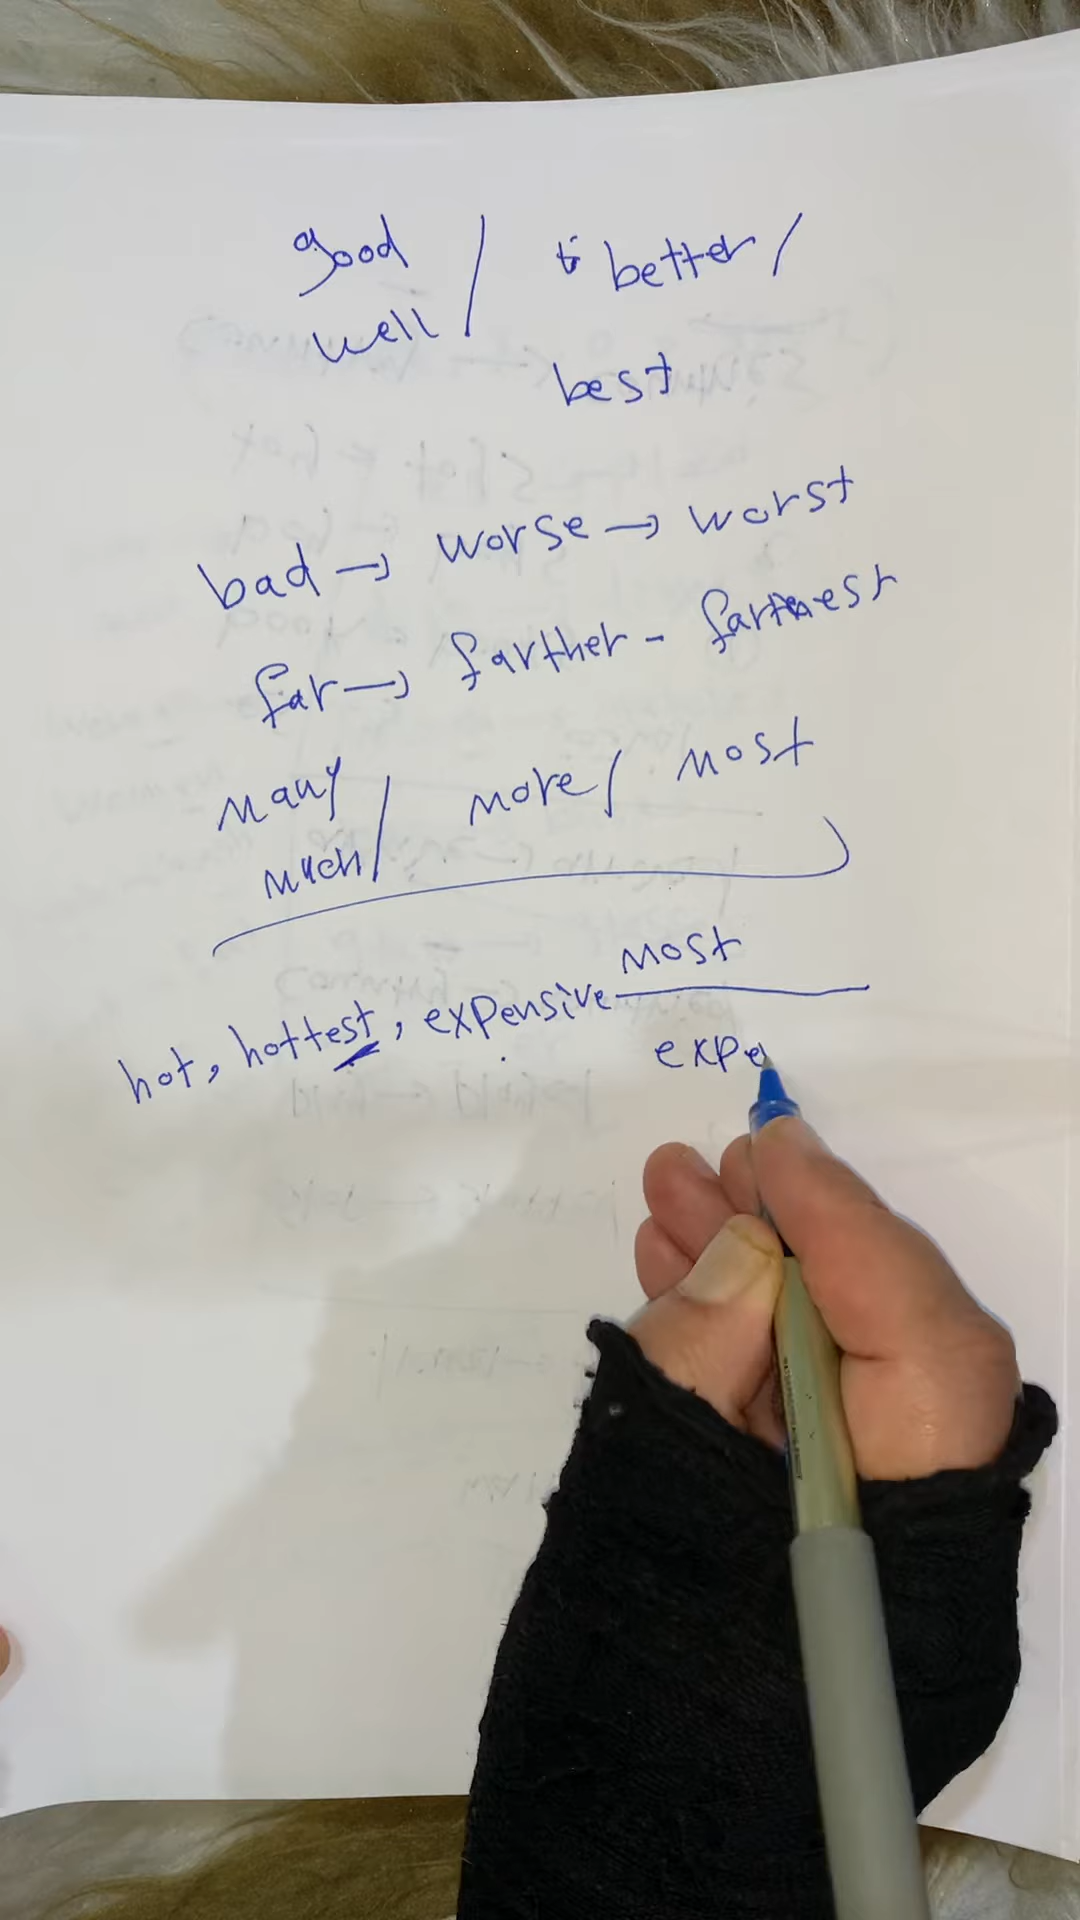 good / better /
well
best
bad → worse → worst
far → farther - farthest
many / more / most
much
most
hot, hottest, expensive
expe